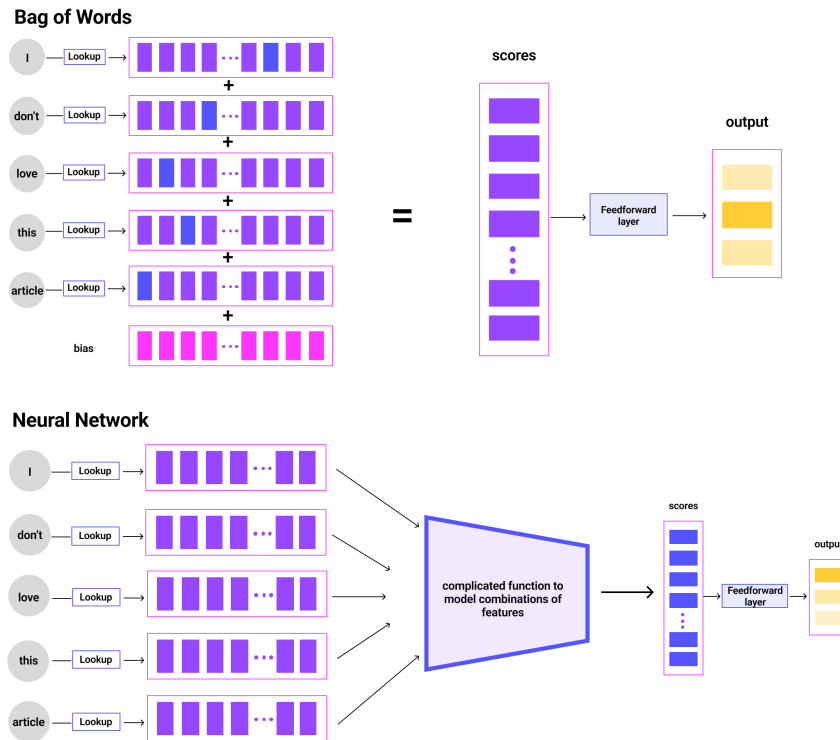 Bag of Words
I
Lookup
+
don't
Lookup
+
love
Lookup
+
this
Lookup
+
article
Lookup
+
bias
=
scores
Feedforward
layer
output
Neural Network
I
Lookup
don't
Lookup
love
Lookup
this
Lookup
article
Lookup
complicated function to
model combinations of
features
scores
Feedforward
layer
output